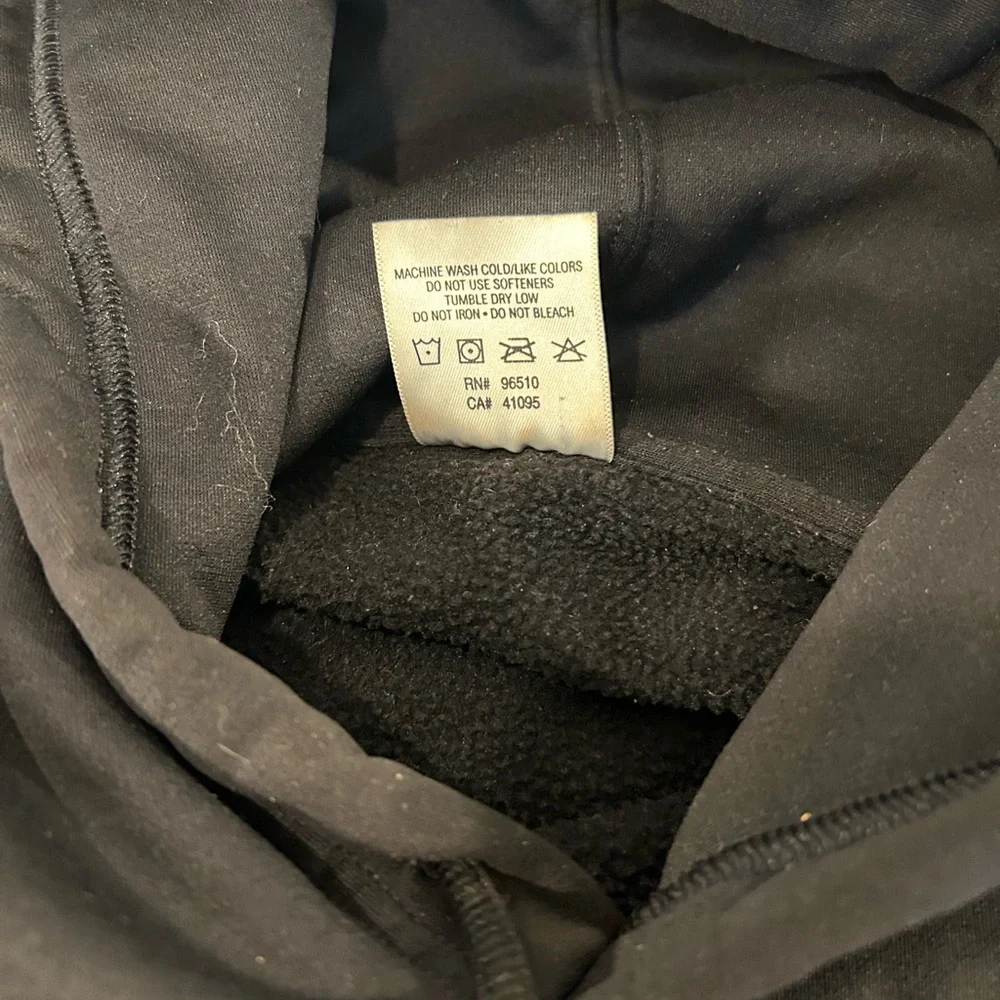 MACHINE WASH COLD/LIKE COLORS
DO NOT USE SOFTENERS
TUMBLE DRY LOW
DO NOT IRON • DO NOT BLEACH
RN# 96510
CA# 41095